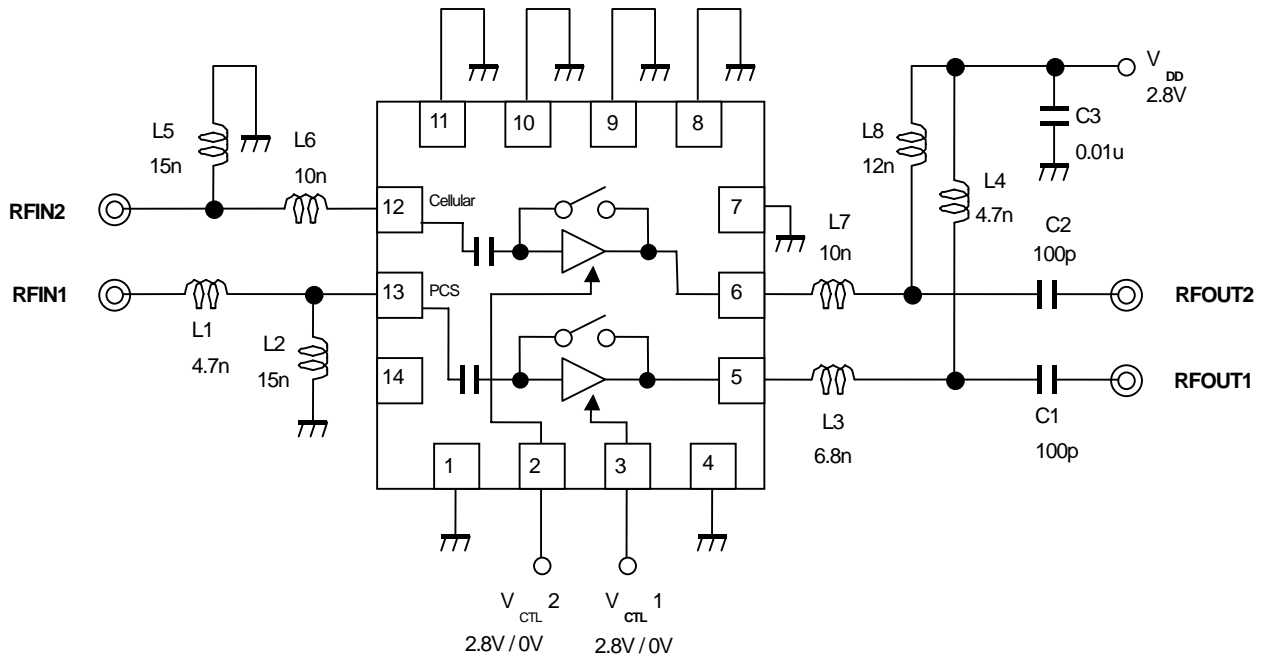 11
10
9
8
V
DD
2.8V
L5
15n
L6
10n
L8
12n
C3
0.01u
L4
4.7n
RFIN2
12
Cellular
7
L7
10n
C2
100p
RFIN1
13
PCS
6
RFOUT2
L1
4.7n
L2
15n
14
5
RFOUT1
L3
6.8n
C1
100p
1
2
3
4
V CTL 2
V CTL 1
2.8V / 0V
2.8V / 0V